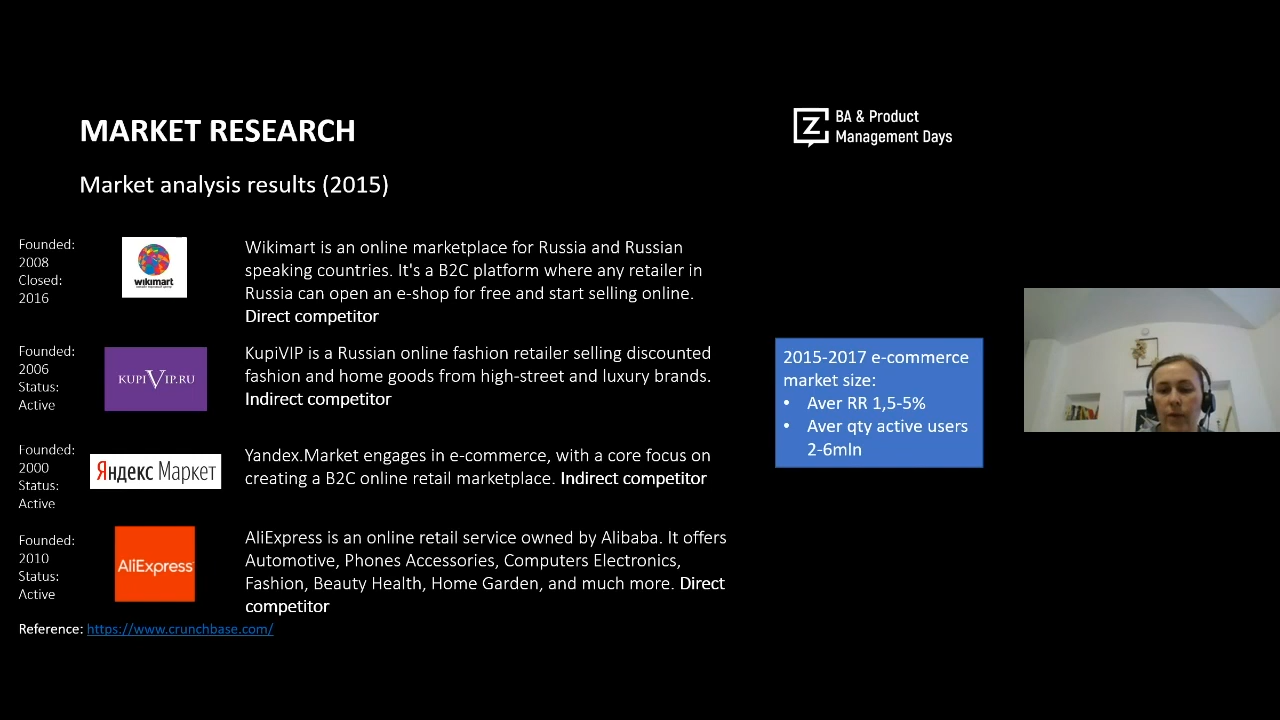 MARKET RESEARCH
BA & Product
Management Days
Market analysis results (2015)
Founded:
2008
Closed:
2016
wikimart
Wikimart is an online marketplace for Russia and Russian
speaking countries. It's a B2C platform where any retailer in
Russia can open an e-shop for free and start selling online.
Direct competitor
Founded:
2006
Status:
Active
KUPIVIP.RU
KupiVIP is a Russian online fashion retailer selling discounted
fashion and home goods from high-street and luxury brands.
Indirect competitor
Founded:
2000
Status:
Active
Яндекс Маркет
Yandex.Market engages in e-commerce, with a core focus on
creating a B2C online retail marketplace. Indirect competitor
Founded:
2010
Status:
Active
AliExpress
AliExpress is an online retail service owned by Alibaba. It offers
Automotive, Phones Accessories, Computers Electronics,
Fashion, Beauty Health, Home Garden, and much more. Direct
competitor
Reference: https://www.crunchbase.com/
2015-2017 e-commerce
market size:
• Aver RR 1,5-5%
• Aver qty active users
2-6mln